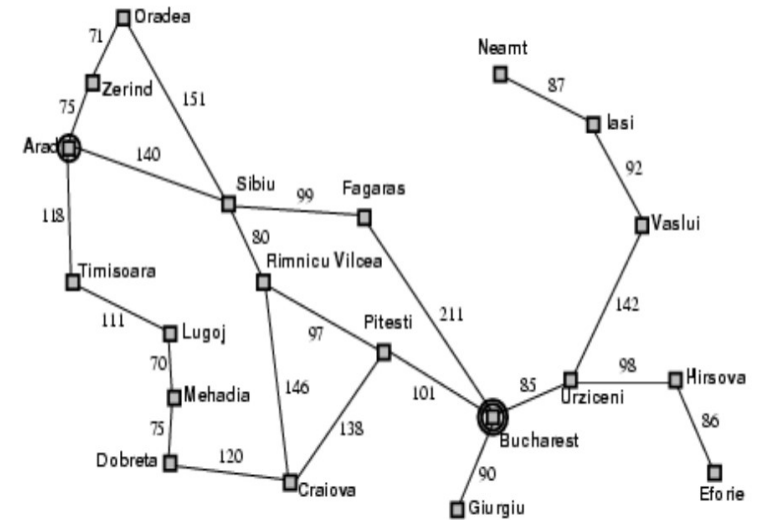 Oradea
71
Neamt
Zerind
87
75
151
Iasi
Arad
140
92
Sibiu
99
Fagaras
118
Vaslui
80
Timisoara
Rimnicu Vilcea
142
111
Lugoj
97
Pitesti
211
70
98
Hirsova
Mehadia
146
101
85
Urziceni
86
75
138
Bucharest
Dobreta
120
90
Craiova
Eforie
Giurgiu